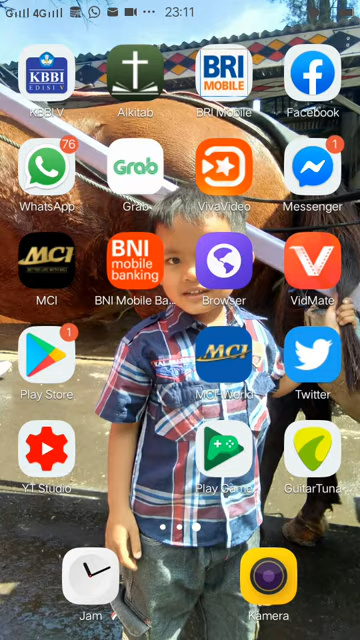 4G 23:11
KBBI
EDISI V
BRI
MOBILE
KBBI V Alkitab BRI Mobile Facebook
76
Grab
1
WhatsApp Grab VivaVideo Messenger
MCI
BNI
mobile
banking
MCI BNI Mobile Ba... Browser VidMate
1
MCI
Play Store MCI World Twitter
YT Studio Play Game GuitarTuna
Jam Kamera